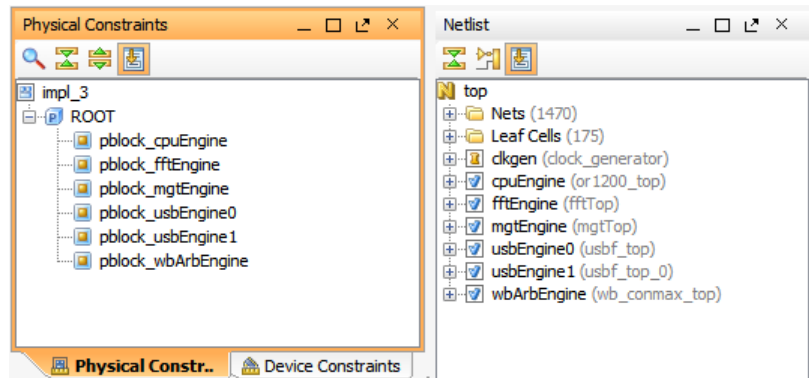 Physical Constraints
impl_3
ROOT
pblock_cpuEngine
pblock_fftEngine
pblock_mgtEngine
pblock_usbEngine0
pblock_usbEngine1
pblock_wbArbEngine
Physical Constr..
Device Constraints
Netlist
top
Nets (1470)
Leaf Cells (175)
clkgen (clock_generator)
cpuEngine (or1200_top)
fftEngine (fftTop)
mgtEngine (mgtTop)
usbEngine0 (usbf_top)
usbEngine1 (usbf_top_0)
wbArbEngine (wb_conmax_top)